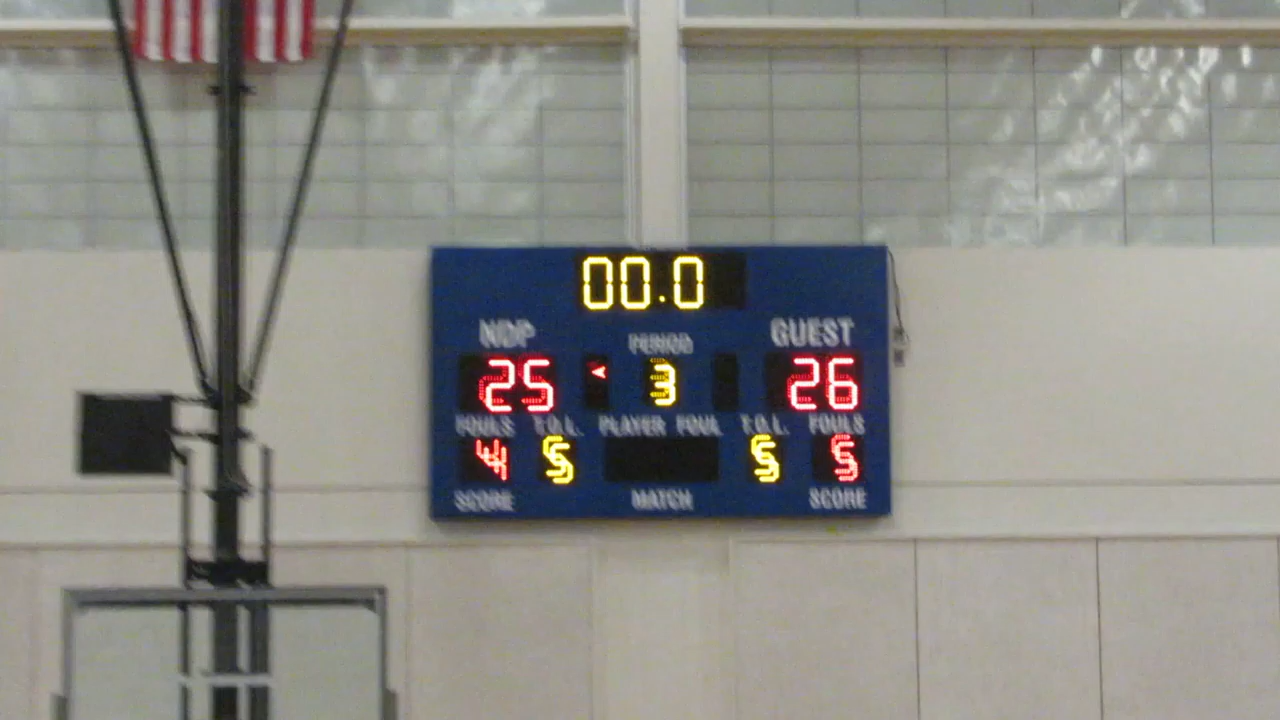 00.0
NDP PERIOD GUEST
25 < 3 26
FOULS T.O.L. PLAYER FOUL T.O.L. FOULS
4 5 5 5
SCORE MATCH SCORE